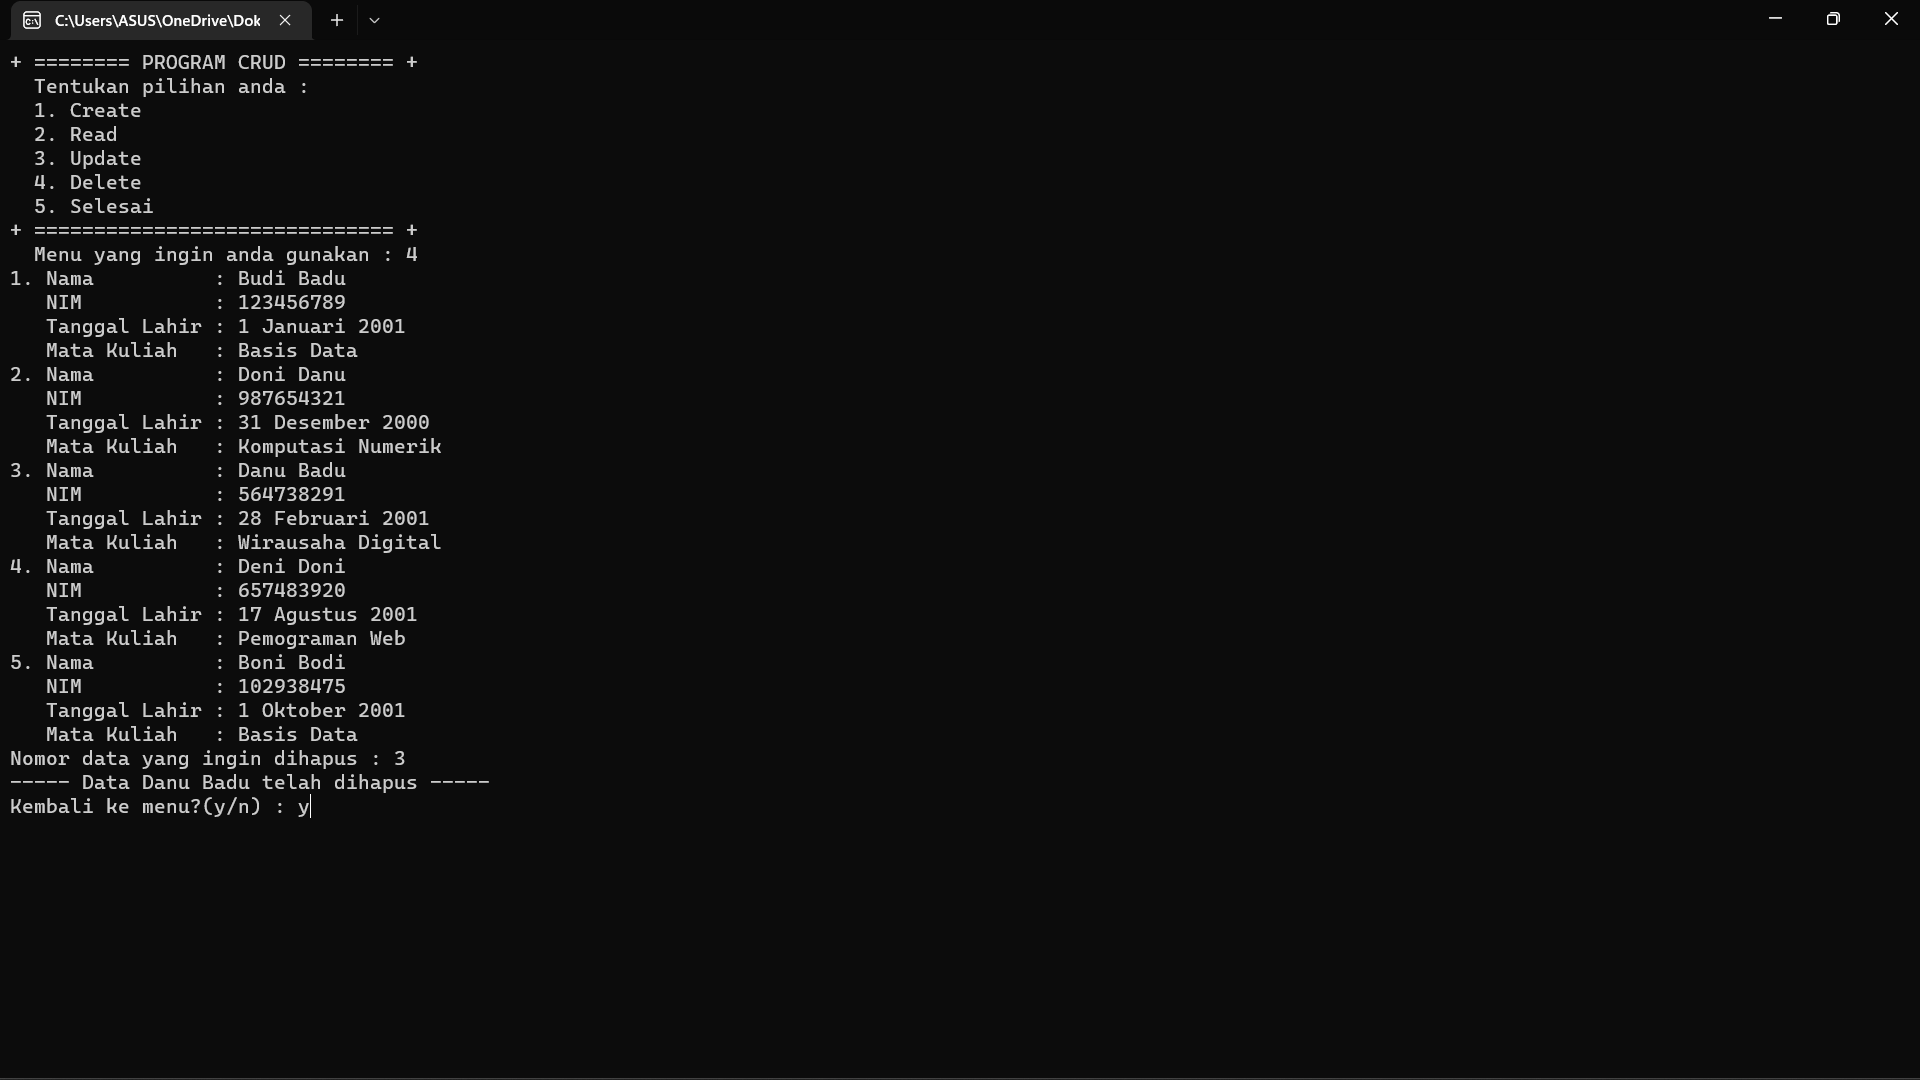 C:\Users\ASUS\OneDrive\Dok
+ ======== PROGRAM CRUD ======== +
  Tentukan pilihan anda :
  1. Create
  2. Read
  3. Update
  4. Delete
  5. Selesai
+ ============================== +
  Menu yang ingin anda gunakan : 4
1. Nama          : Budi Badu
   NIM           : 123456789
   Tanggal Lahir : 1 Januari 2001
   Mata Kuliah   : Basis Data
2. Nama          : Doni Danu
   NIM           : 987654321
   Tanggal Lahir : 31 Desember 2000
   Mata Kuliah   : Komputasi Numerik
3. Nama          : Danu Badu
   NIM           : 564738291
   Tanggal Lahir : 28 Februari 2001
   Mata Kuliah   : Wirausaha Digital
4. Nama          : Deni Doni
   NIM           : 657483920
   Tanggal Lahir : 17 Agustus 2001
   Mata Kuliah   : Pemograman Web
5. Nama          : Boni Bodi
   NIM           : 102938475
   Tanggal Lahir : 1 Oktober 2001
   Mata Kuliah   : Basis Data
Nomor data yang ingin dihapus : 3
----- Data Danu Badu telah dihapus -----
Kembali ke menu?(y/n) : y